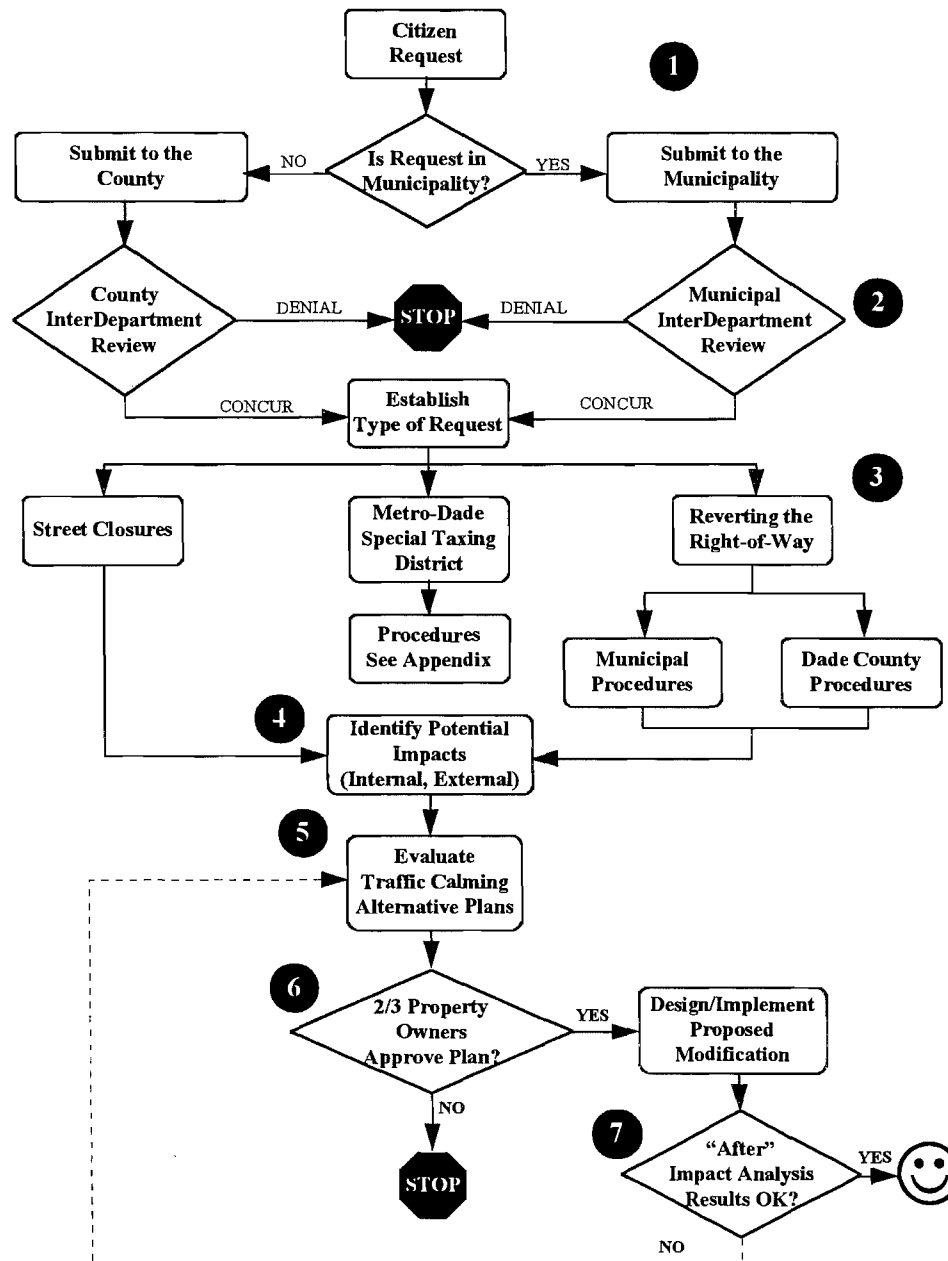 Citizen
Request
1
Submit to the
County
NO
Is Request in
Municipality?
YES
Submit to the
Municipality
County
InterDepartment
Review
DENIAL
STOP
DENIAL
Municipal
InterDepartment
Review
2
CONCUR
Establish
Type of Request
CONCUR
3
Street Closures
Metro-Dade
Special Taxing
District
Reverting the
Right-of-Way
Procedures
See Appendix
Municipal
Procedures
Dade County
Procedures
4
Identify Potential
Impacts
(Internal, External)
5
Evaluate
Traffic Calming
Alternative Plans
6
2/3 Property
Owners
Approve Plan?
YES
Design/Implement
Proposed
Modification
NO
STOP
7
“After”
Impact Analysis
Results OK?
YES
NO